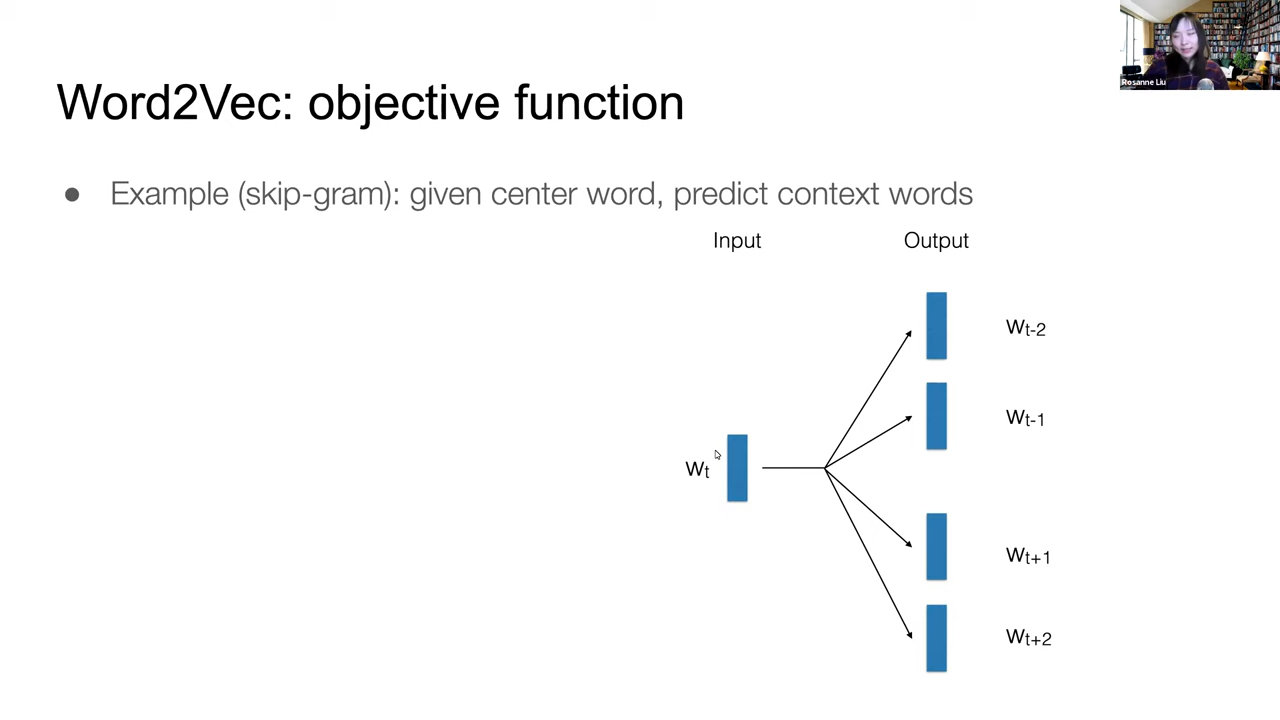 Rosanne Liu
Word2Vec: objective function
● Example (skip-gram): given center word, predict context words
Input Output
wt-2
wt-1
wt
wt+1
wt+2